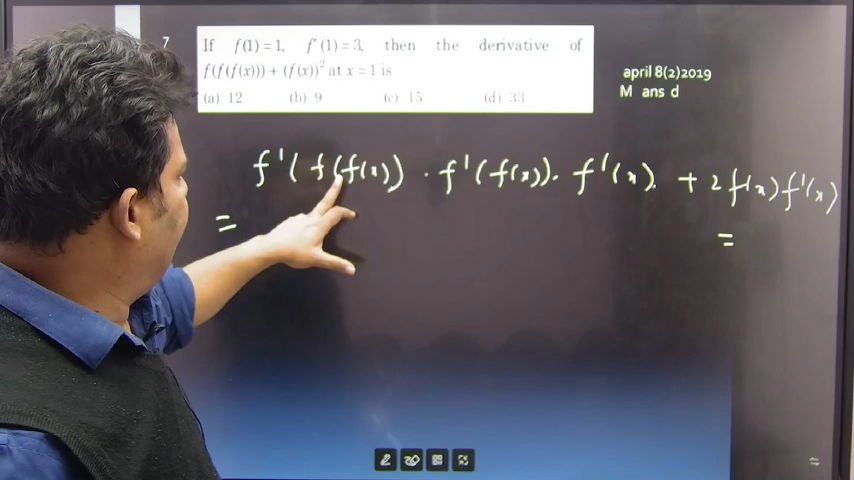 7
If f(1) = 1, f'(1) = 3, then the derivative of
f(f(f(x))) + (f(x))² at x = 1 is
(a) 12 (b) 9 (c) 15 (d) 33
april 8(2)2019
M ans d
f'(f(f(x)) · f'(f(x)). f'(x). + 2f(x)f'(x)
= =